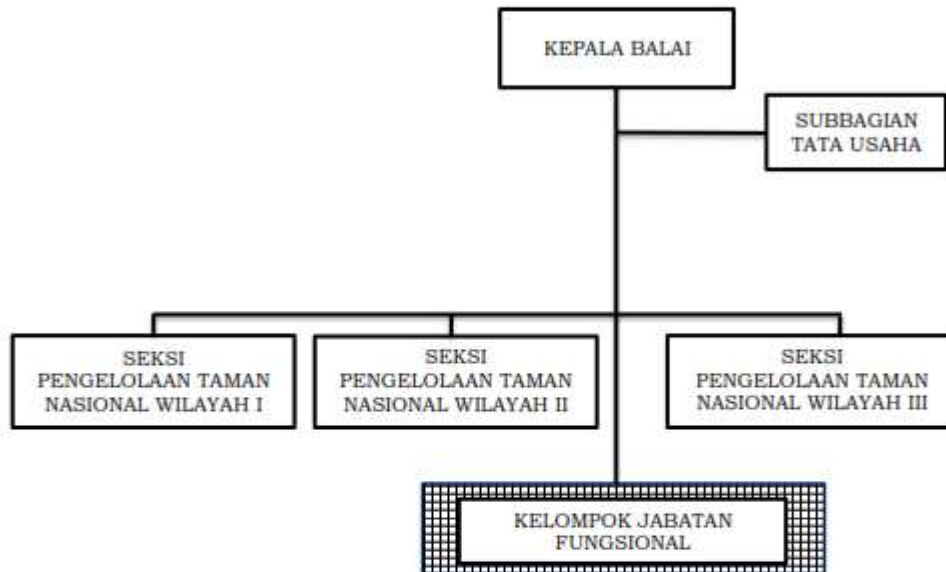 KEPALA BALAI
SUBBAGIAN
TATA USAHA
SEKSI
PENGELOLAAN TAMAN
NASIONAL WILAYAH I
SEKSI
PENGELOLAAN TAMAN
NASIONAL WILAYAH II
SEKSI
PENGELOLAAN TAMAN
NASIONAL WILAYAH III
KELOMPOK JABATAN
FUNGSIONAL